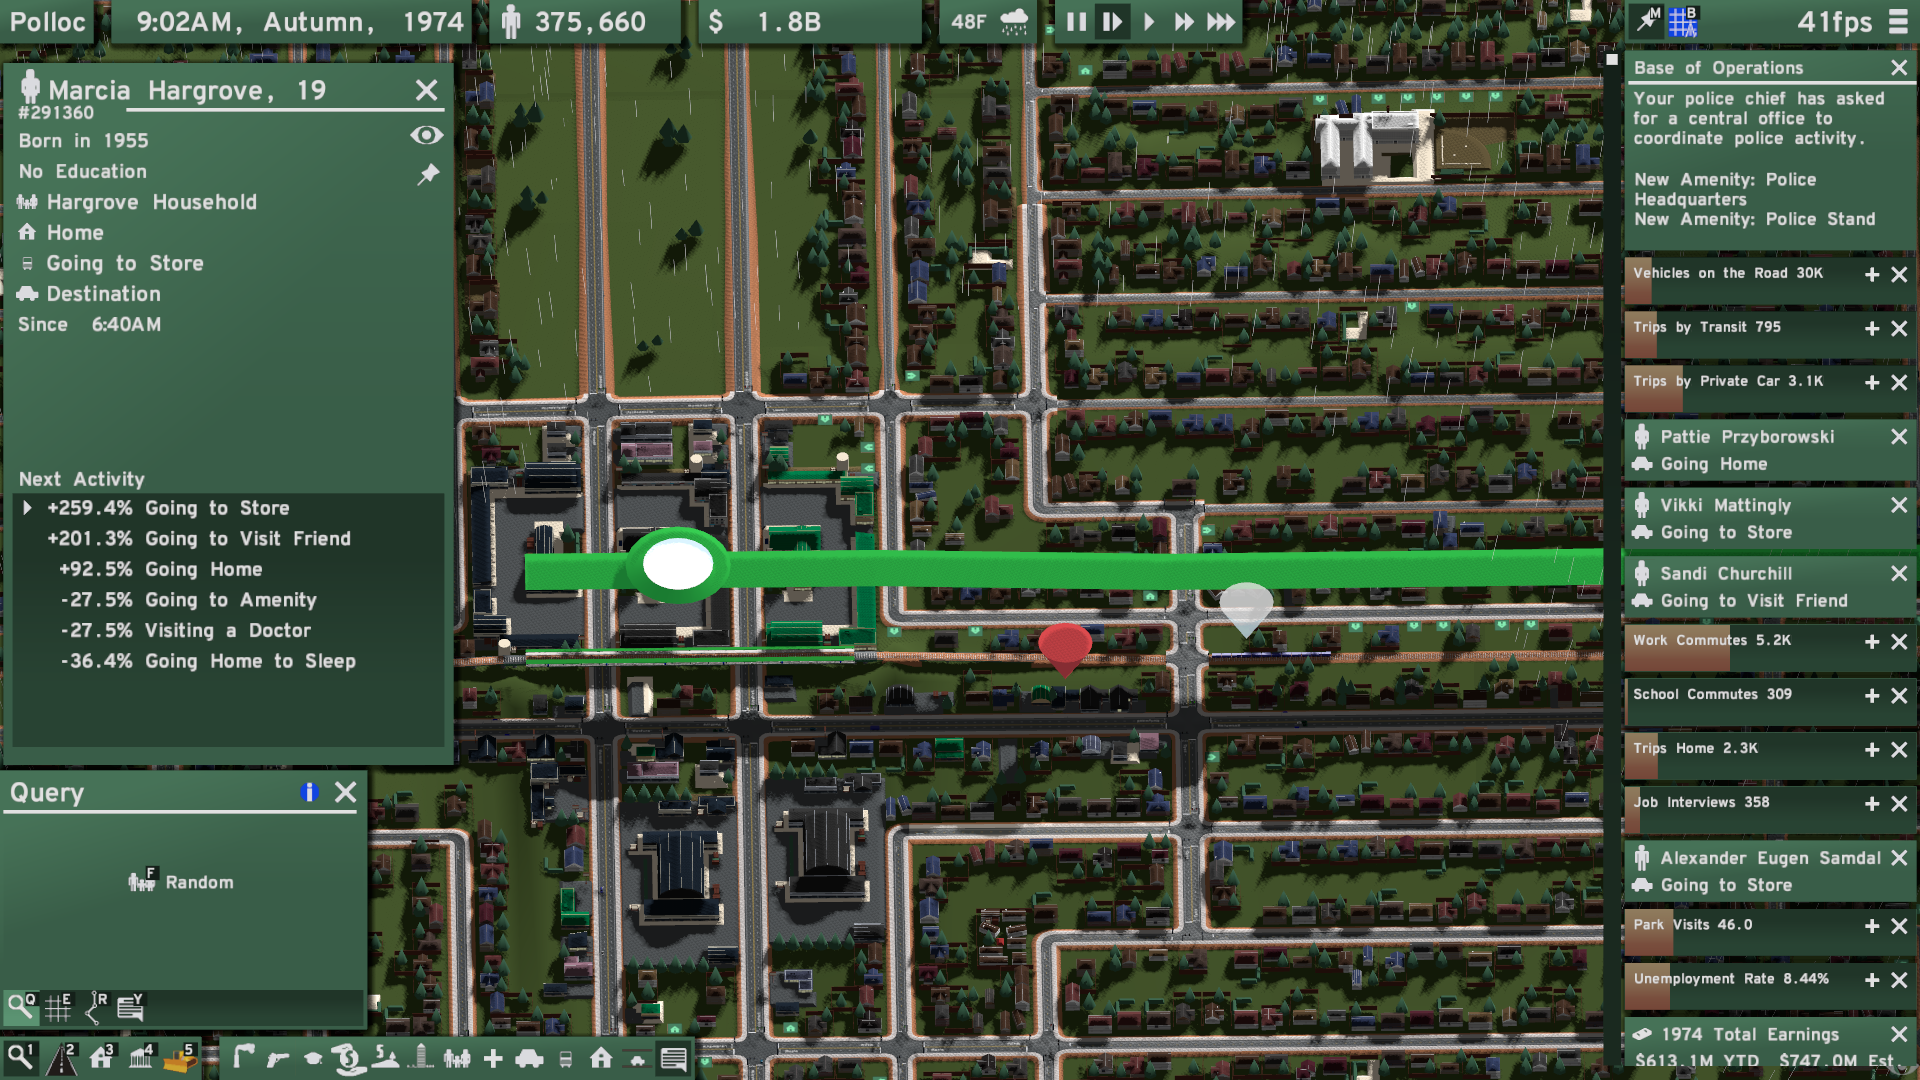 Polloc
9:02AM, Autumn, 1974
375,660
$ 1.8B
48F
M
B
41fps
Marcia Hargrove, 19
#291360
Born in 1955
No Education
Hargrove Household
Home
Going to Store
Destination
Since 6:40AM
Next Activity
+259.4% Going to Store
+201.3% Going to Visit Friend
+92.5% Going Home
-27.5% Going to Amenity
-27.5% Visiting a Doctor
-36.4% Going Home to Sleep
Query
F Random
Q E R Y
1 2 3 4 5
Base of Operations
Your police chief has asked
for a central office to
coordinate police activity.
New Amenity: Police
Headquarters
New Amenity: Police Stand
Vehicles on the Road 30K
Trips by Transit 795
Trips by Private Car 3.1K
Pattie Przyborowski
Going Home
Vikki Mattingly
Going to Store
Sandi Churchill
Going to Visit Friend
Work Commutes 5.2K
School Commutes 309
Trips Home 2.3K
Job Interviews 358
Alexander Eugen Samdal
Going to Store
Park Visits 46.0
Unemployment Rate 8.44%
1974 Total Earnings
$613.1M YTD $747.0M Est.